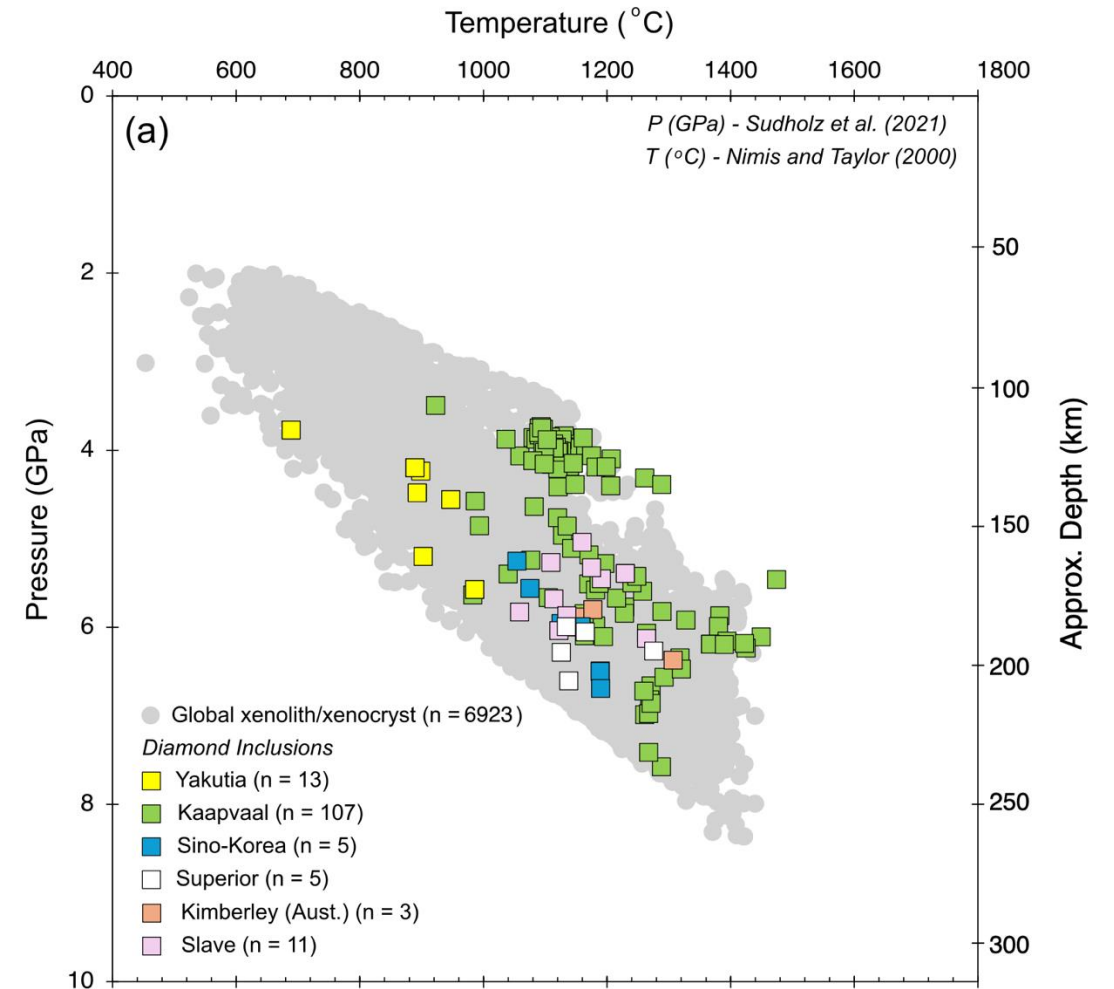 Temperature (°C)
400 600 800 1000 1200 1400 1600 1800
0
(a)
P (GPa) - Sudholz et al. (2021)
T (°C) - Nimis and Taylor (2000)
50
2
100
4
150
6
200
8
250
300
10
Pressure (GPa)
Approx. Depth (km)
Global xenolith/xenocryst (n = 6923)
Diamond Inclusions
Yakutia (n = 13)
Kaapvaal (n = 107)
Sino-Korea (n = 5)
Superior (n = 5)
Kimberley (Aust.) (n = 3)
Slave (n = 11)